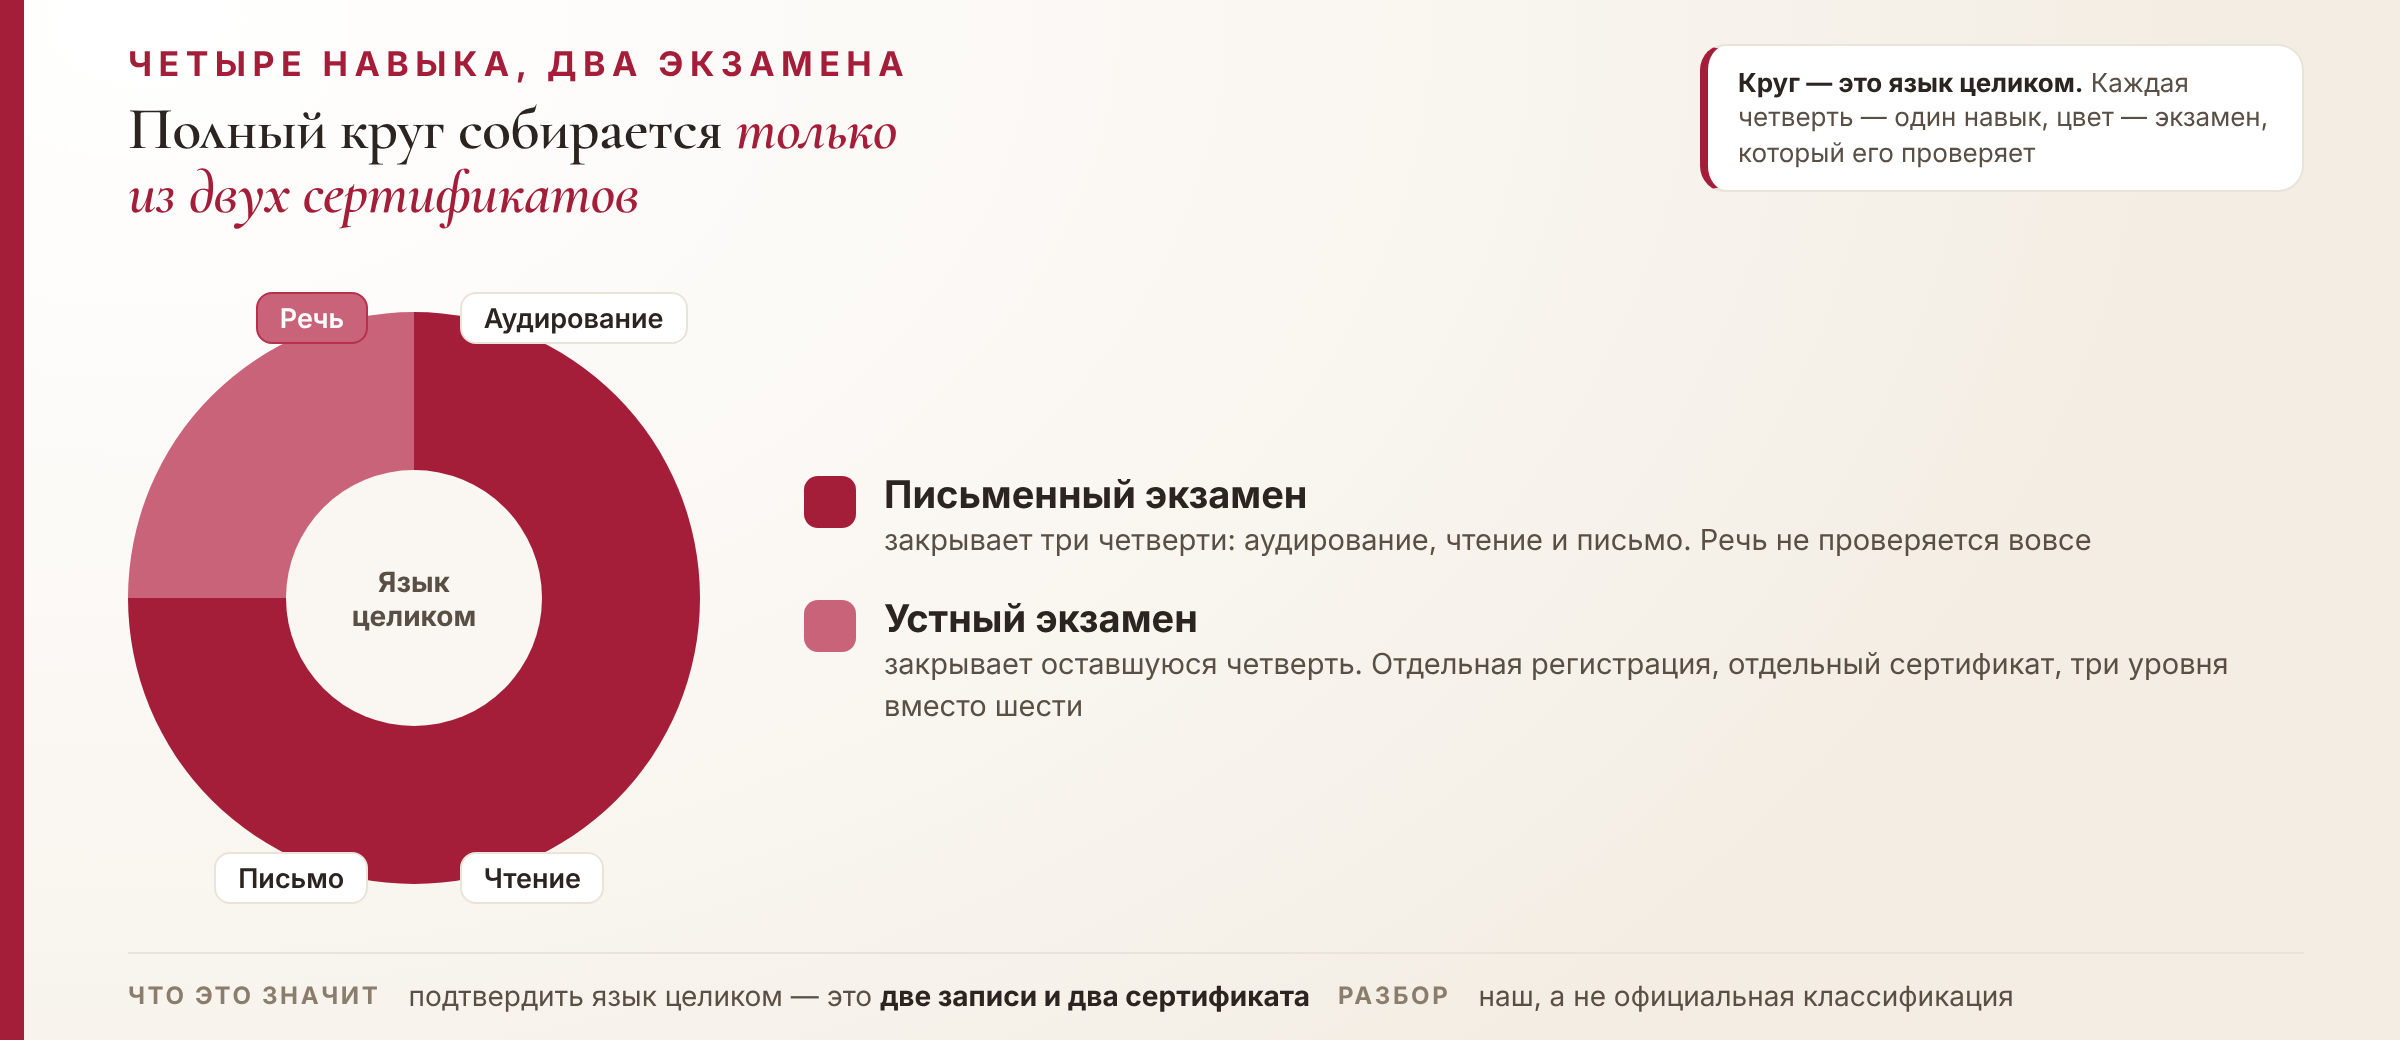 ЧЕТЫРЕ НАВЫКА, ДВА ЭКЗАМЕНА
Полный круг собирается только
из двух сертификатов
Круг — это язык целиком. Каждая
четверть — один навык, цвет — экзамен,
который его проверяет
Речь
Аудирование
Язык
целиком
Письмо
Чтение
Письменный экзамен
закрывает три четверти: аудирование, чтение и письмо. Речь не проверяется вовсе
Устный экзамен
закрывает оставшуюся четверть. Отдельная регистрация, отдельный сертификат, три уровня
вместо шести
ЧТО ЭТО ЗНАЧИТ подтвердить язык целиком — это две записи и два сертификата РАЗБОР наш, а не официальная классификация